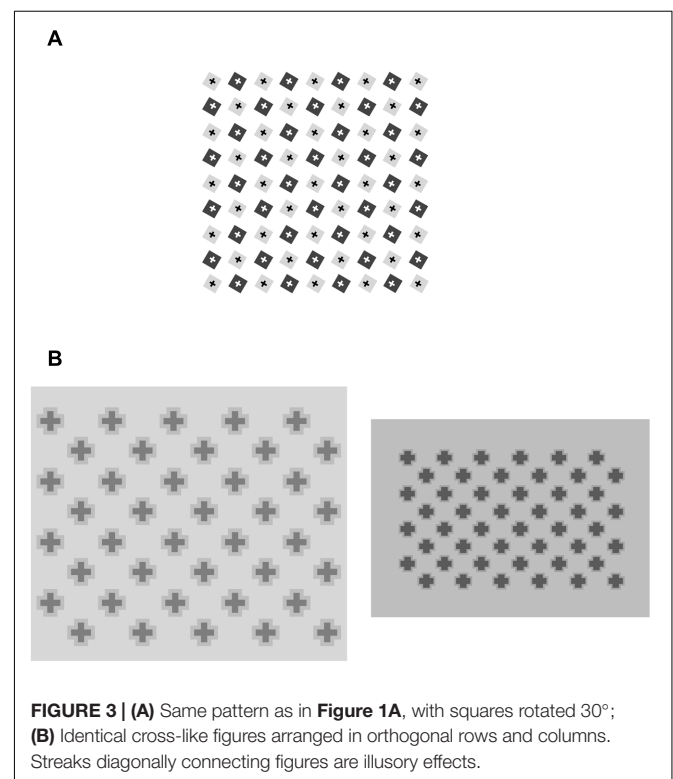 A
B
FIGURE 3 | (A) Same pattern as in Figure 1A, with squares rotated 30°;
(B) Identical cross-like figures arranged in orthogonal rows and columns.
Streaks diagonally connecting figures are illusory effects.